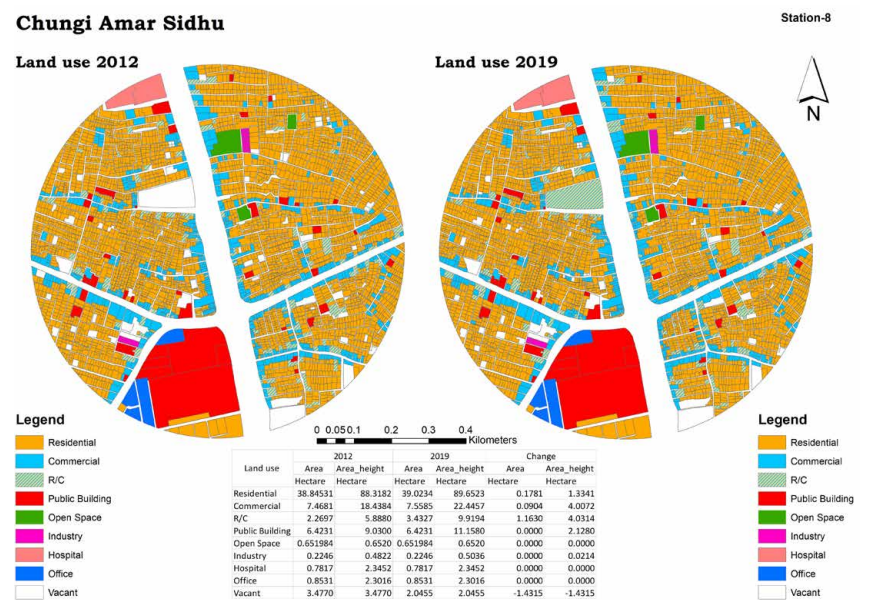 Chungi Amar Sidhu
Station-8
Land use 2012
Land use 2019
N
Legend
Residential
Commercial
R/C
Public Building
Open Space
Industry
Hospital
Office
Vacant
0 0.05 0.1 0.2 0.3 0.4
Kilometers
Legend
Residential
Commercial
R/C
Public Building
Open Space
Industry
Hospital
Office
Vacant
2012 2019 Change
Land use Area Area_height Area Area_height Area Area_height
Hectare Hectare Hectare Hectare Hectare Hectare
Residential 38.84531 88.3182 39.0234 89.6523 0.1781 1.3341
Commercial 7.4681 18.4384 7.5585 22.4457 0.0904 4.0072
R/C 2.2697 5.8880 3.4327 9.9194 1.1630 4.0314
Public Building 6.4231 9.0300 6.4231 11.1580 0.0000 2.1280
Open Space 0.651984 0.6520 0.651984 0.6520 0.0000 0.0000
Industry 0.2246 0.4822 0.2246 0.5036 0.0000 0.0214
Hospital 0.7817 2.3452 0.7817 2.3452 0.0000 0.0000
Office 0.8531 2.3016 0.8531 2.3016 0.0000 0.0000
Vacant 3.4770 3.4770 2.0455 2.0455 -1.4315 -1.4315